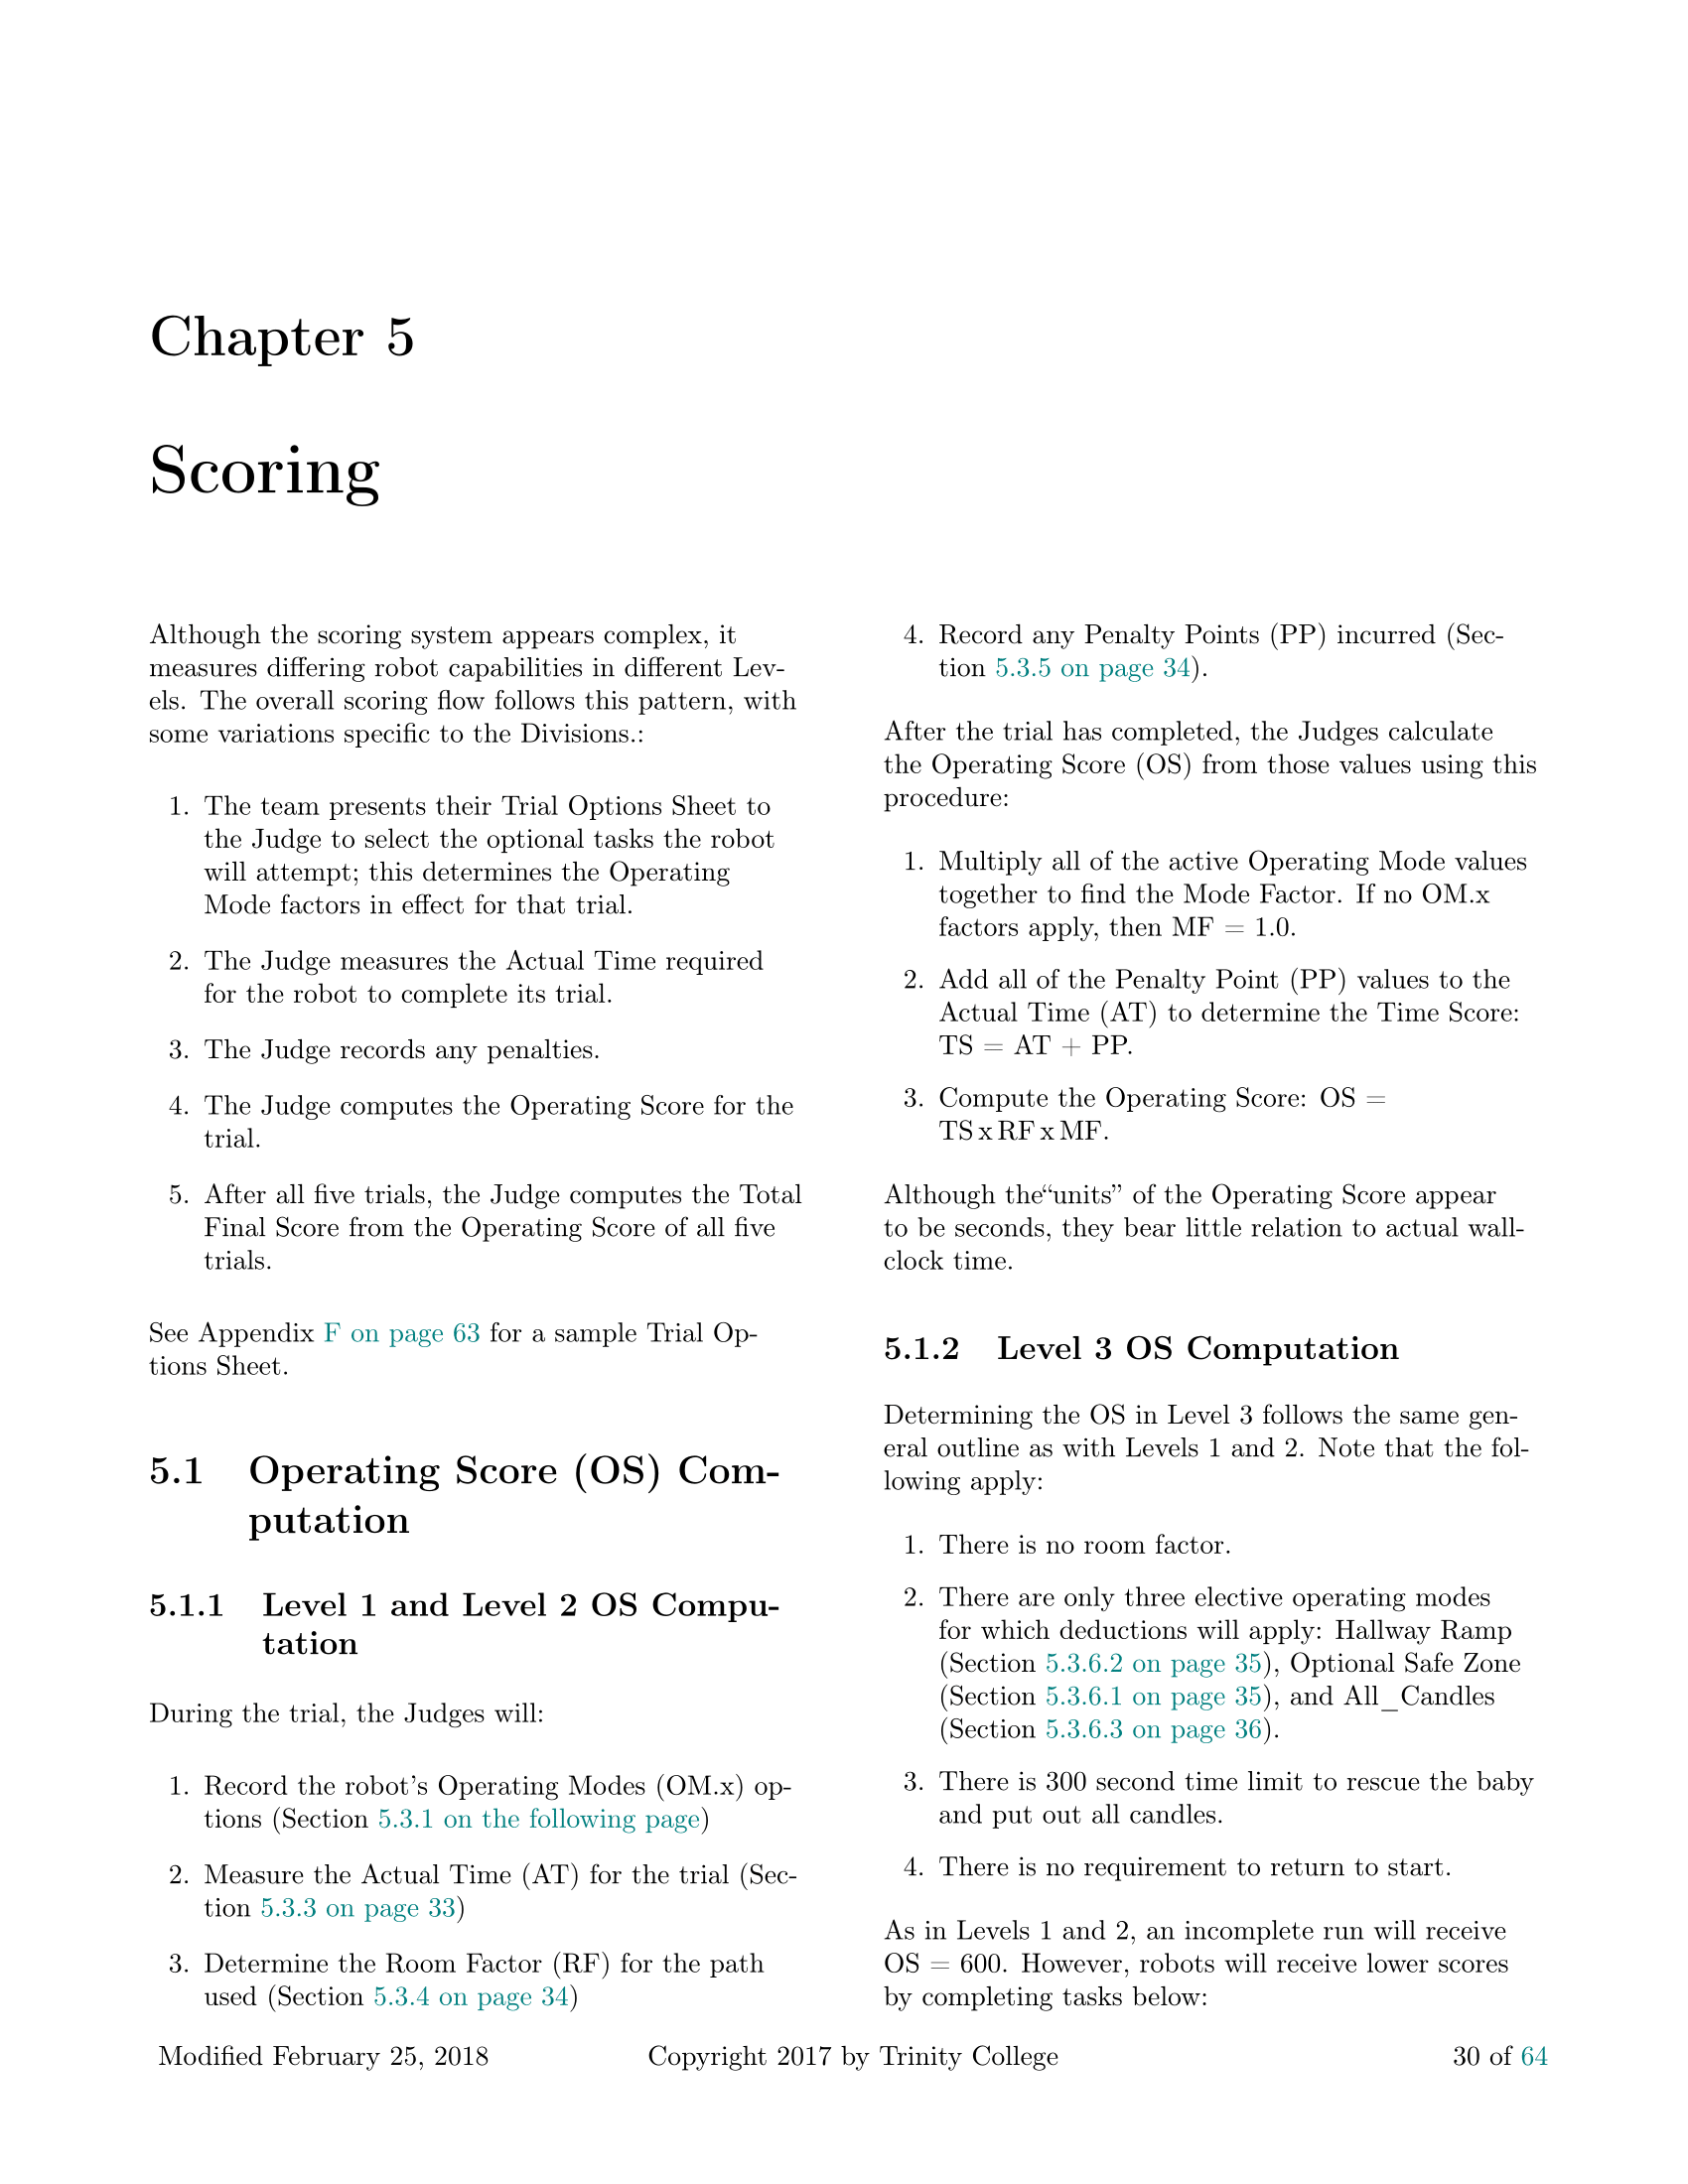 Chapter 5
Scoring
Although the scoring system appears complex, it
measures differing robot capabilities in different Lev-
els. The overall scoring flow follows this pattern, with
some variations specific to the Divisions.:
1. The team presents their Trial Options Sheet to
the Judge to select the optional tasks the robot
will attempt; this determines the Operating
Mode factors in effect for that trial.
2. The Judge measures the Actual Time required
for the robot to complete its trial.
3. The Judge records any penalties.
4. The Judge computes the Operating Score for the
trial.
5. After all five trials, the Judge computes the Total
Final Score from the Operating Score of all five
trials.
See Appendix F on page 63 for a sample Trial Op-
tions Sheet.
5.1 Operating Score (OS) Com-
putation
5.1.1 Level 1 and Level 2 OS Compu-
tation
During the trial, the Judges will:
1. Record the robot's Operating Modes (OM.x) op-
tions (Section 5.3.1 on the following page)
2. Measure the Actual Time (AT) for the trial (Sec-
tion 5.3.3 on page 33)
3. Determine the Room Factor (RF) for the path
used (Section 5.3.4 on page 34)
4. Record any Penalty Points (PP) incurred (Sec-
tion 5.3.5 on page 34).
After the trial has completed, the Judges calculate
the Operating Score (OS) from those values using this
procedure:
1. Multiply all of the active Operating Mode values
together to find the Mode Factor. If no OM.x
factors apply, then MF = 1.0.
2. Add all of the Penalty Point (PP) values to the
Actual Time (AT) to determine the Time Score:
TS = AT + PP.
3. Compute the Operating Score: OS =
TS x RF x MF.
Although the“units” of the Operating Score appear
to be seconds, they bear little relation to actual wall-
clock time.
5.1.2 Level 3 OS Computation
Determining the OS in Level 3 follows the same gen-
eral outline as with Levels 1 and 2. Note that the fol-
lowing apply:
1. There is no room factor.
2. There are only three elective operating modes
for which deductions will apply: Hallway Ramp
(Section 5.3.6.2 on page 35), Optional Safe Zone
(Section 5.3.6.1 on page 35), and All_Candles
(Section 5.3.6.3 on page 36).
3. There is 300 second time limit to rescue the baby
and put out all candles.
4. There is no requirement to return to start.
As in Levels 1 and 2, an incomplete run will receive
OS = 600. However, robots will receive lower scores
by completing tasks below:
Modified February 25, 2018 Copyright 2017 by Trinity College 30 of 64